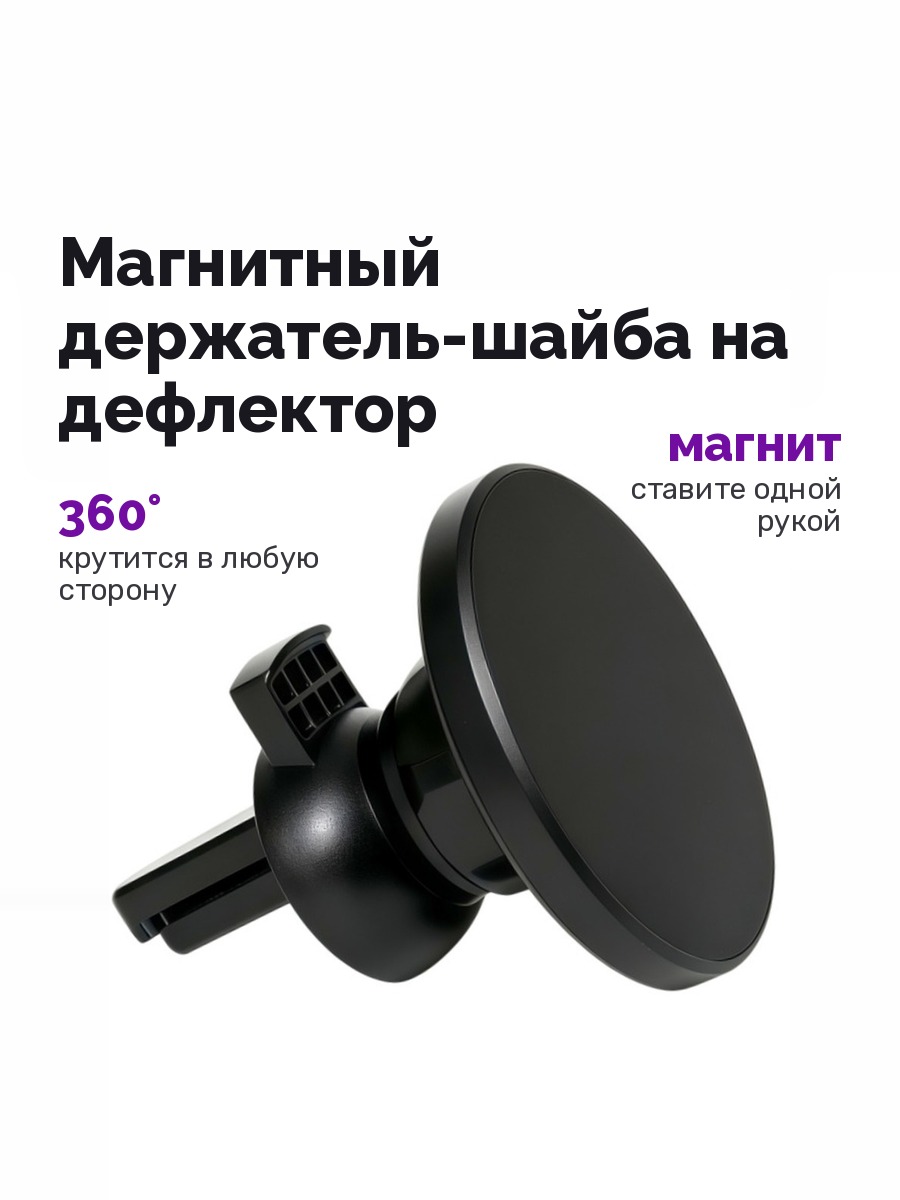 Магнитный
держатель-шайба на
дефлектор
магнит
ставите одной
рукой
360°
крутится в любую
сторону